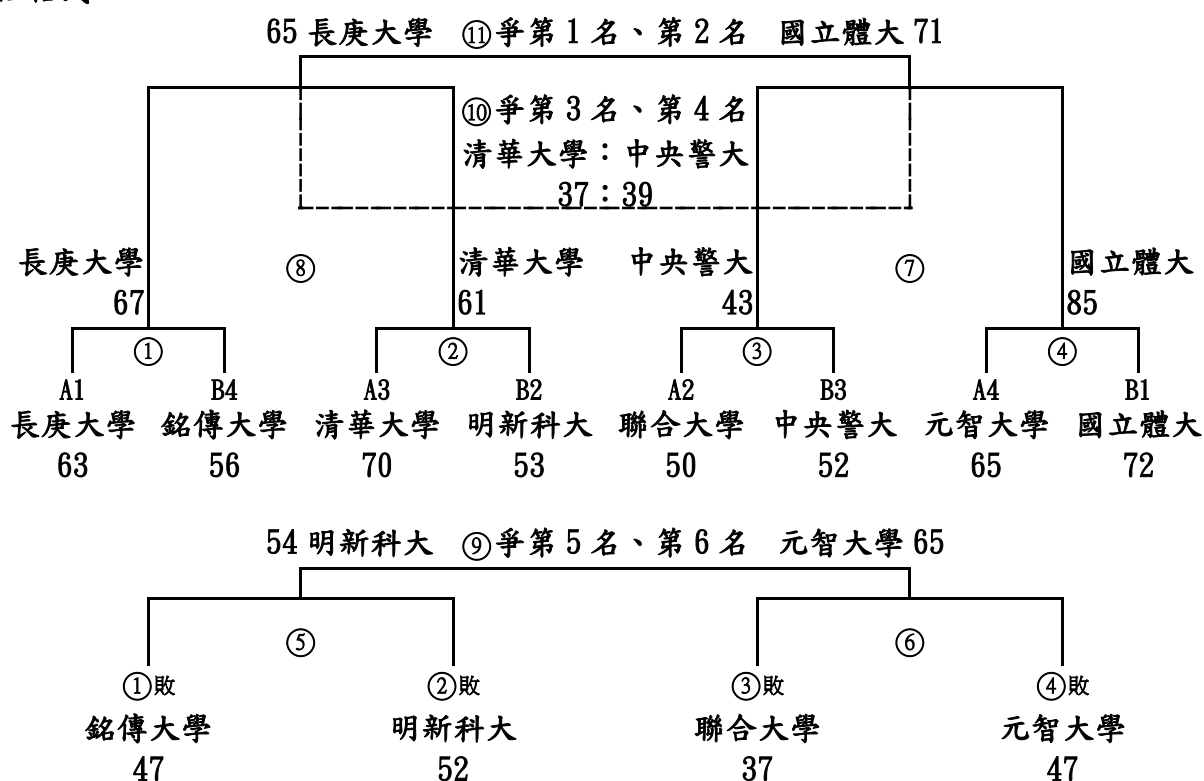 65 長庚大學 ⑪爭第 1 名、第 2 名 國立體大 71
⑩爭第 3 名、第 4 名
清華大學：中央警大
37：39
長庚大學 ⑧ 清華大學 中央警大 ⑦ 國立體大
67 61 43 85
① ② ③ ④
A1 B4 A3 B2 A2 B3 A4 B1
長庚大學 銘傳大學 清華大學 明新科大 聯合大學 中央警大 元智大學 國立體大
63 56 70 53 50 52 65 72
54 明新科大 ⑨爭第 5 名、第 6 名 元智大學 65
⑤ ⑥
①敗 ②敗 ③敗 ④敗
銘傳大學 明新科大 聯合大學 元智大學
47 52 37 47